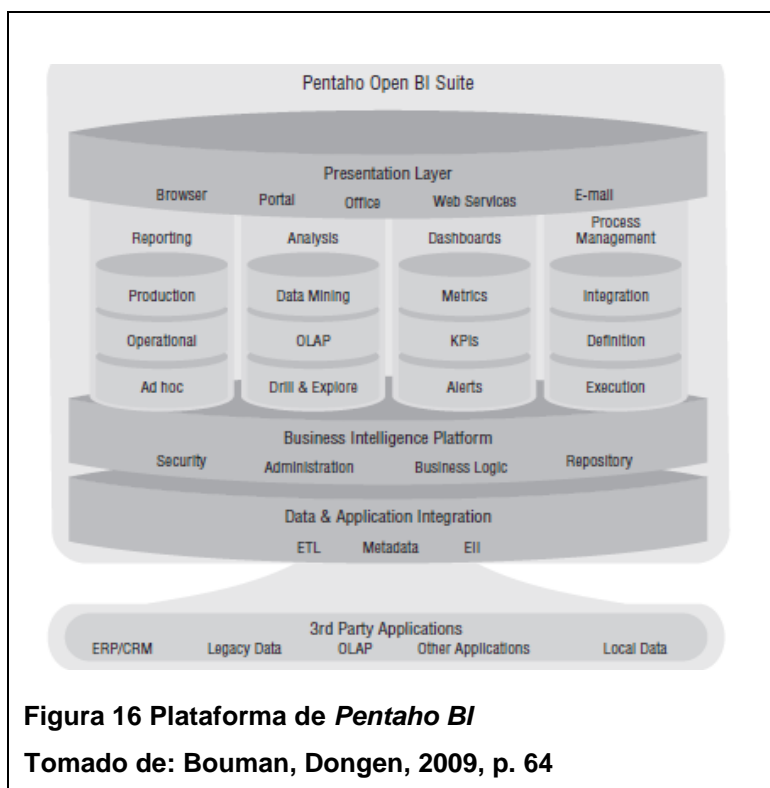 Pentaho Open BI Suite
Presentation Layer
Browser Portal Office Web Services E-mail
Reporting Analysis Dashboards Process Management
Production Data Mining Metrics Integration
Operational OLAP KPIs Definition
Ad hoc Drill & Explore Alerts Execution
Business Intelligence Platform
Security Administration Business Logic Repository
Data & Application Integration
ETL Metadata EII
3rd Party Applications
ERP/CRM Legacy Data OLAP Other Applications Local Data
Figura 16 Plataforma de Pentaho BI
Tomado de: Bouman, Dongen, 2009, p. 64